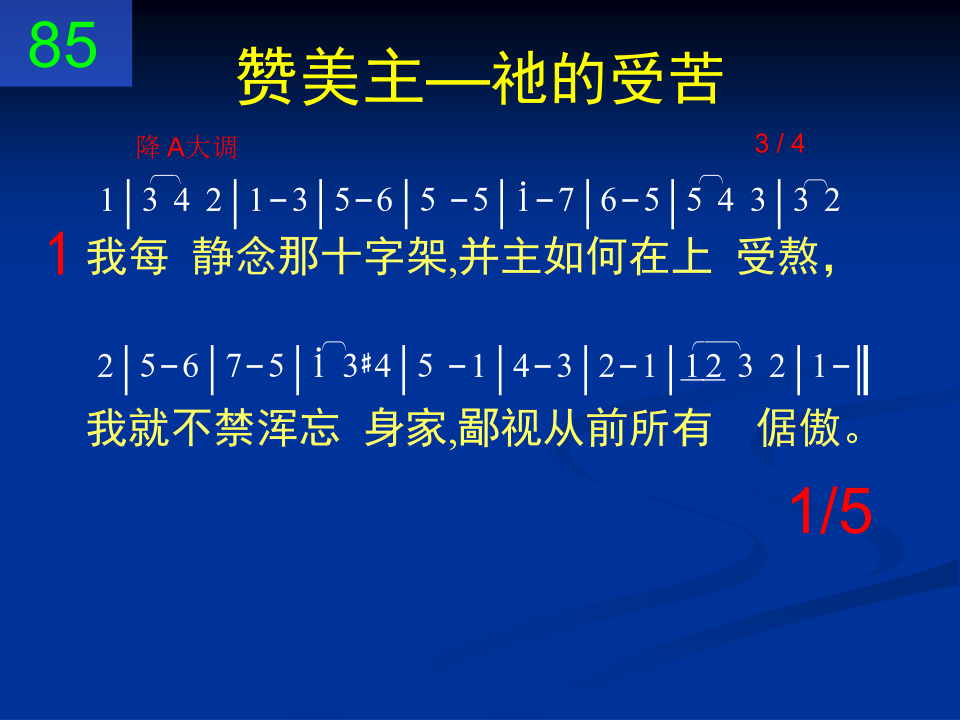 85
赞美主—祂的受苦
降 A大调 3 / 4
1│3 4 2│1-3│5-6│5 -5│i-7│6-5│5 4 3│3 2
1 我每 静念那十字架,并主如何在上 受熬，
2│5-6│7-5│i 3#4│5 -1│4-3│2-1│1 2 3 2│1-║
我就不禁浑忘 身家,鄙视从前所有 倨傲。
1/5